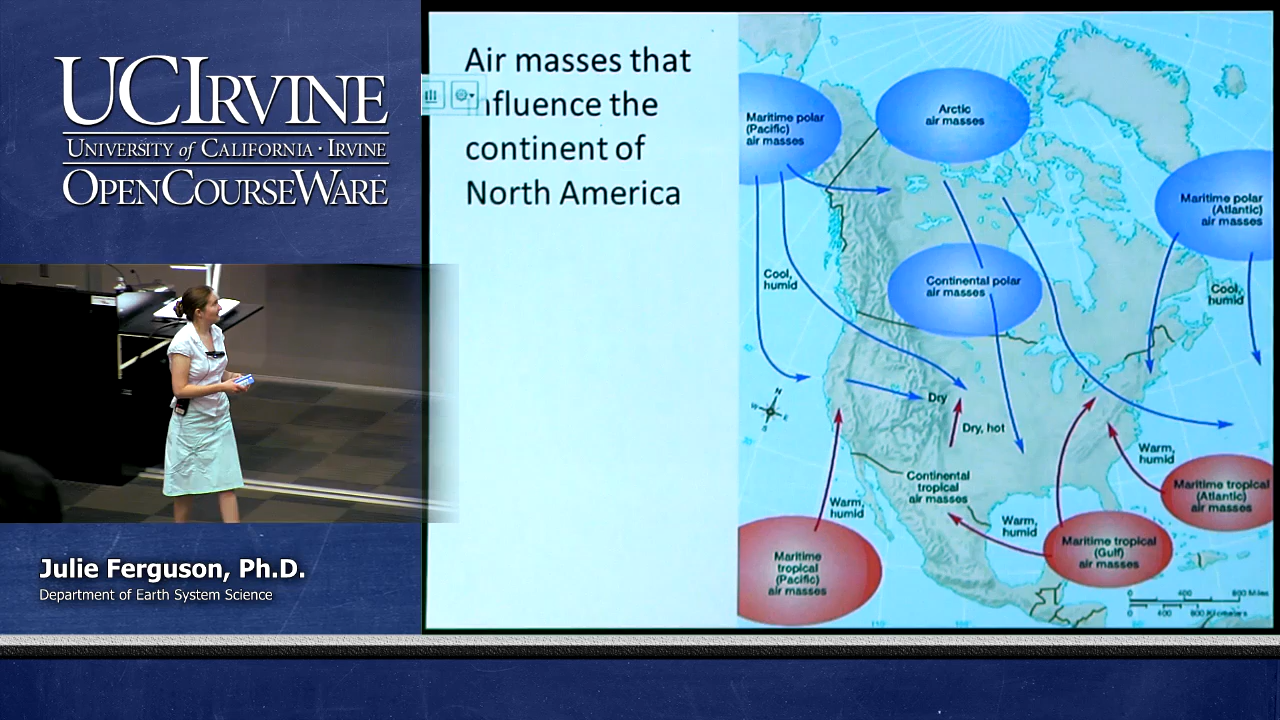 UCIRVINE
UNIVERSITY of CALIFORNIA · IRVINE
OPENCOURSEWARE
Julie Ferguson, Ph.D.
Department of Earth System Science
Air masses that
influence the
continent of
North America
Maritime polar
(Pacific)
air masses
Arctic
air masses
Maritime polar
(Atlantic)
air masses
Continental polar
air masses
Cool,
humid
Cool,
humid
Dry
Dry, hot
Warm,
humid
Continental
tropical
air masses
Warm,
humid
Warm,
humid
Maritime tropical
(Atlantic)
air masses
Maritime tropical
(Gulf)
air masses
Maritime
tropical
(Pacific)
air masses
N
S
0 400 800 Miles
0 400 800 Kilometers